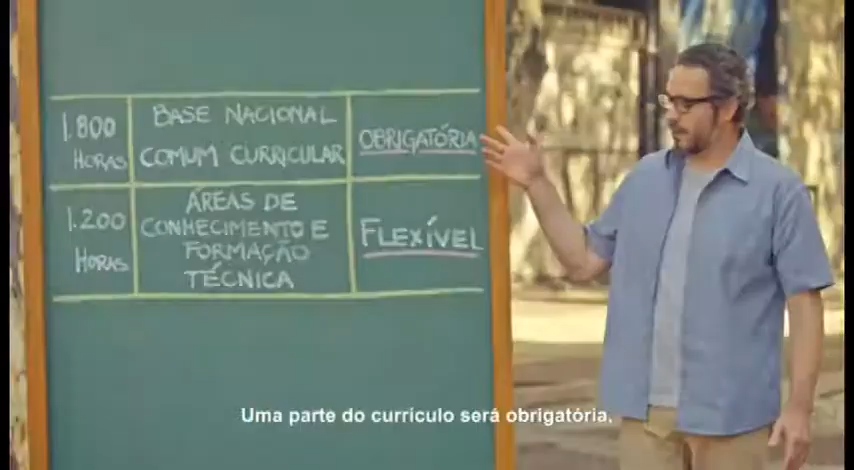 1.800
HORAS
BASE NACIONAL
COMUM CURRICULAR
OBRIGATÓRIA
1.200
HORAS
ÁREAS DE
CONHECIMENTO E
FORMAÇÃO
TÉCNICA
FLEXÍVEL
Uma parte do currículo será obrigatória,